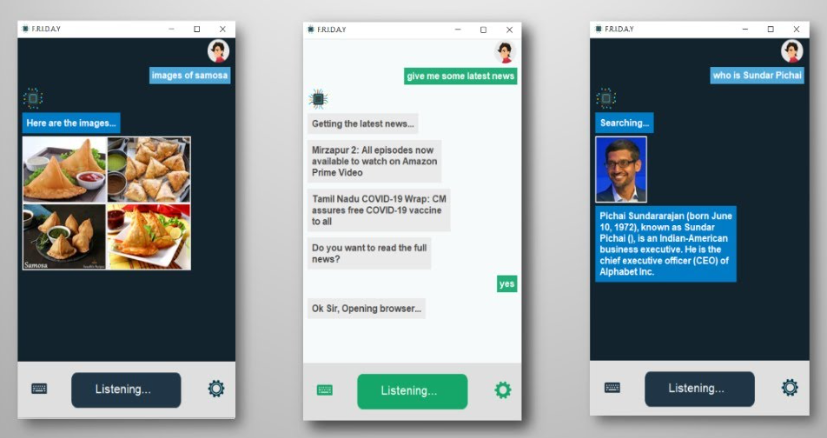 F.R.I.D.A.Y
images of samosa
Here are the images...
Samosa
Listening...
F.R.I.D.A.Y
give me some latest news
Getting the latest news...
Mirzapur 2: All episodes now
available to watch on Amazon
Prime Video
Tamil Nadu COVID-19 Wrap: CM
assures free COVID-19 vaccine
to all
Do you want to read the full
news?
yes
Ok Sir, Opening browser...
Listening...
F.R.I.D.A.Y
who is Sundar Pichai
Searching...
Pichai Sundararajan (born June
10, 1972), known as Sundar
Pichai (), is an Indian-American
business executive. He is the
chief executive officer (CEO) of
Alphabet Inc.
Listening...